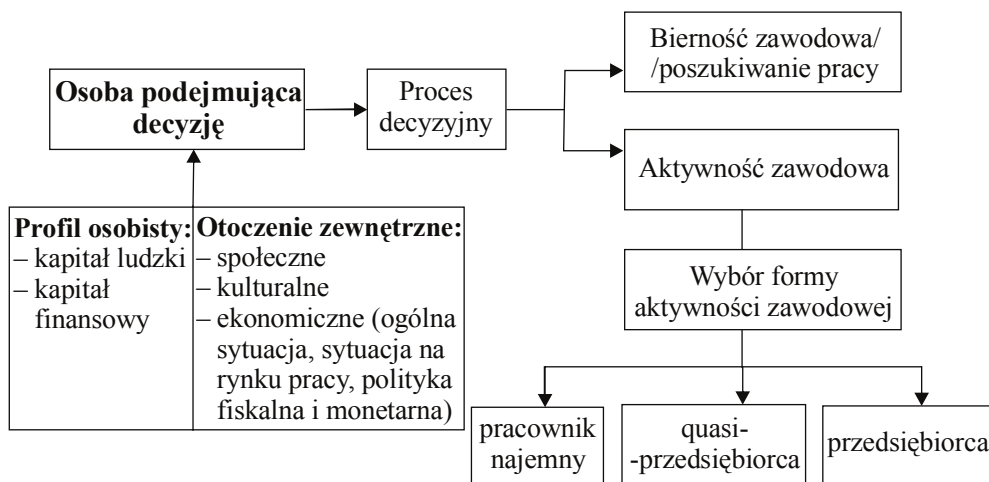 Osoba podejmująca
decyzję
Proces
decyzyjny
Bierność zawodowa/
/poszukiwanie pracy
Aktywność zawodowa
Profil osobisty:
– kapitał ludzki
– kapitał
finansowy
Otoczenie zewnętrzne:
– społeczne
– kulturalne
– ekonomiczne (ogólna
sytuacja, sytuacja na
rynku pracy, polityka
fiskalna i monetarna)
Wybór formy
aktywności zawodowej
pracownik
najemny
quasi-
-przedsiębiorca
przedsiębiorca